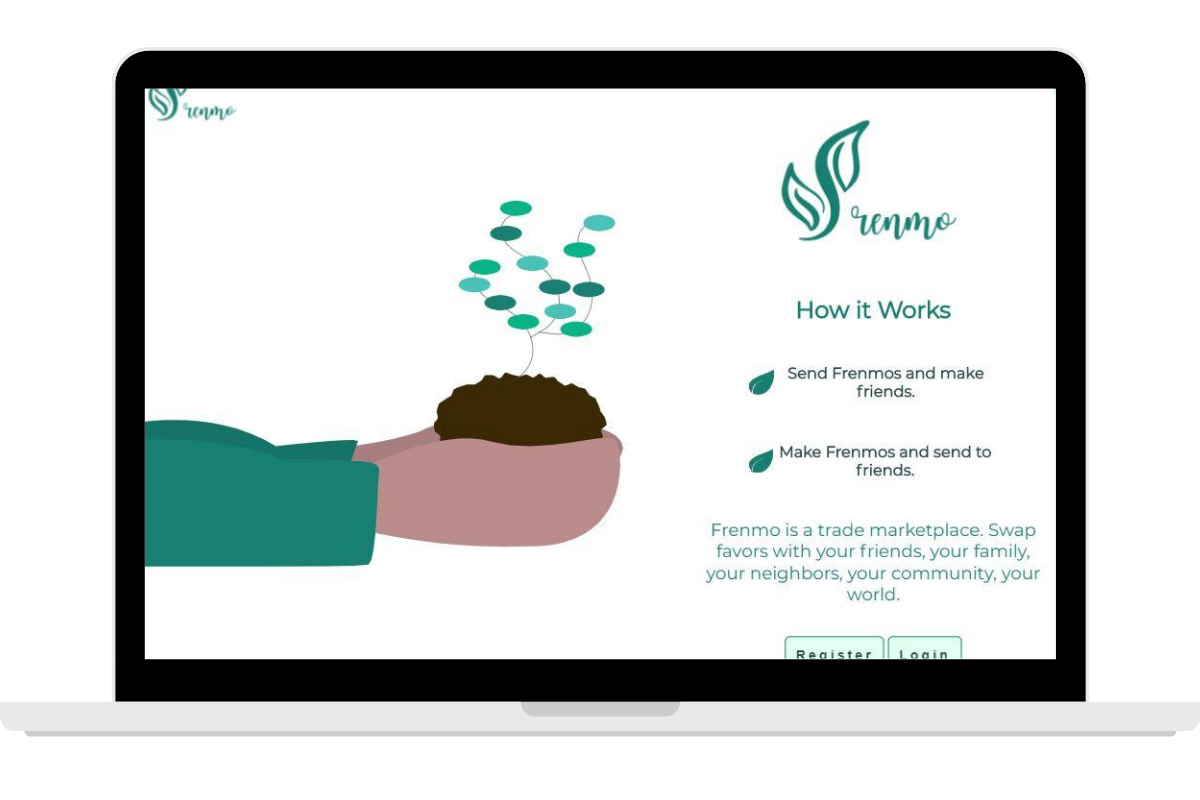 Frenmo
Frenmo
How it Works
Send Frenmos and make
friends.
Make Frenmos and send to
friends.
Frenmo is a trade marketplace. Swap
favors with your friends, your family,
your neighbors, your community, your
world.
Register Login